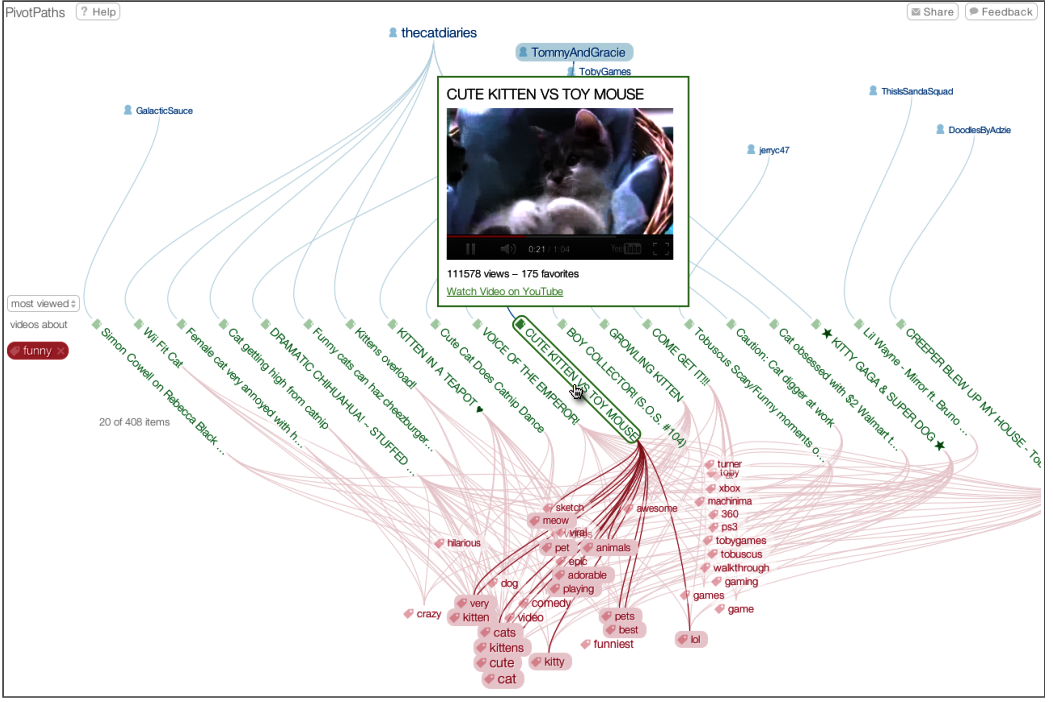 PivotPaths
? Help
Share
Feedback
thecatdiaries
TommyAndGracie
TobyGames
GalacticSauce
ThisIsSandaSquad
DoodlesByAdzie
jerryc47
CUTE KITTEN VS TOY MOUSE
0:21 / 1:04
YouTube
111578 views – 175 favorites
Watch Video on YouTube
most viewed
videos about
funny ×
20 of 408 items
Simon Cowell on Rebecca Black...
Wii Fit Cat
Female cat very annoyed with h...
Cat getting high from catnip
DRAMATIC CHIHUAHUA! ~ STUFFED ...
Funny cats can haz cheezburger...
Kittens overload!
KITTEN IN A TEAPOT
Cute Cat Does Catnip Dance
VOICE OF THE EMPEROR!
CUTE KITTEN VS TOY MOUSE
BOY COLLECTOR! (S.O.S. #104)
GROWLING KITTEN
COME GET IT!!!
Tobuscus Scary/Funny moments o...
Caution: Cat digger at work
Cat obsessed with $2 Walmart t...
★ KITTY GAGA & SUPER DOG ★
Lil Wayne - Mirror ft. Bruno ...
CREEPER BLEW UP MY HOUSE - To
turner
toby
xbox
machinima
360
ps3
tobygames
tobuscus
walkthrough
gaming
games
game
sketch
awesome
meow
viral
hilarious
pet
animals
epic
adorable
dog
playing
very
comedy
crazy
kitten
video
pets
cats
best
lol
kittens
funniest
cute
kitty
cat